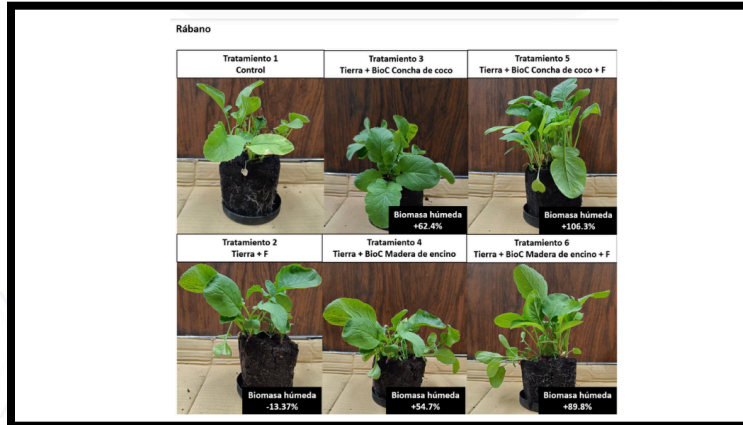 Rábano
Tratamiento 1
Control
Tratamiento 3
Tierra + BioC Concha de coco
Biomasa húmeda
+62.4%
Tratamiento 5
Tierra + BioC Concha de coco + F
Biomasa húmeda
+106.3%
Tratamiento 2
Tierra + F
Biomasa húmeda
-13.37%
Tratamiento 4
Tierra + BioC Madera de encino
Biomasa húmeda
+54.7%
Tratamiento 6
Tierra + BioC Madera de encino + F
Biomasa húmeda
+89.8%